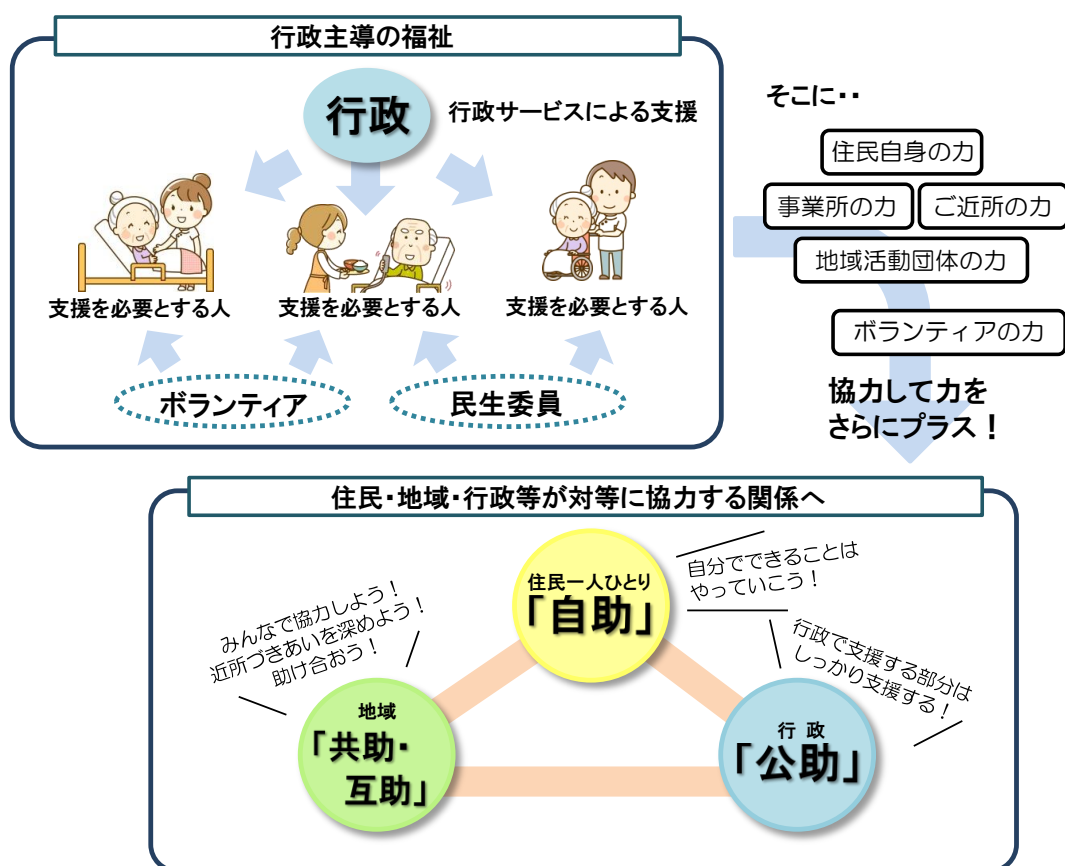 行政主導の福祉
行政
行政サービスによる支援
支援を必要とする人
支援を必要とする人
支援を必要とする人
ボランティア
民生委員
そこに・・
住民自身の力
事業所の力
ご近所の力
地域活動団体の力
ボランティアの力
協力して力を
さらにプラス！
住民・地域・行政等が対等に協力する関係へ
住民一人ひとり
「自助」
自分でできることは
やっていこう！
みんなで協力しよう！
近所づきあいを深めよう！
助け合おう！
地域
「共助・
互助」
行政で支援する部分は
しっかり支援する！
行 政
「公助」